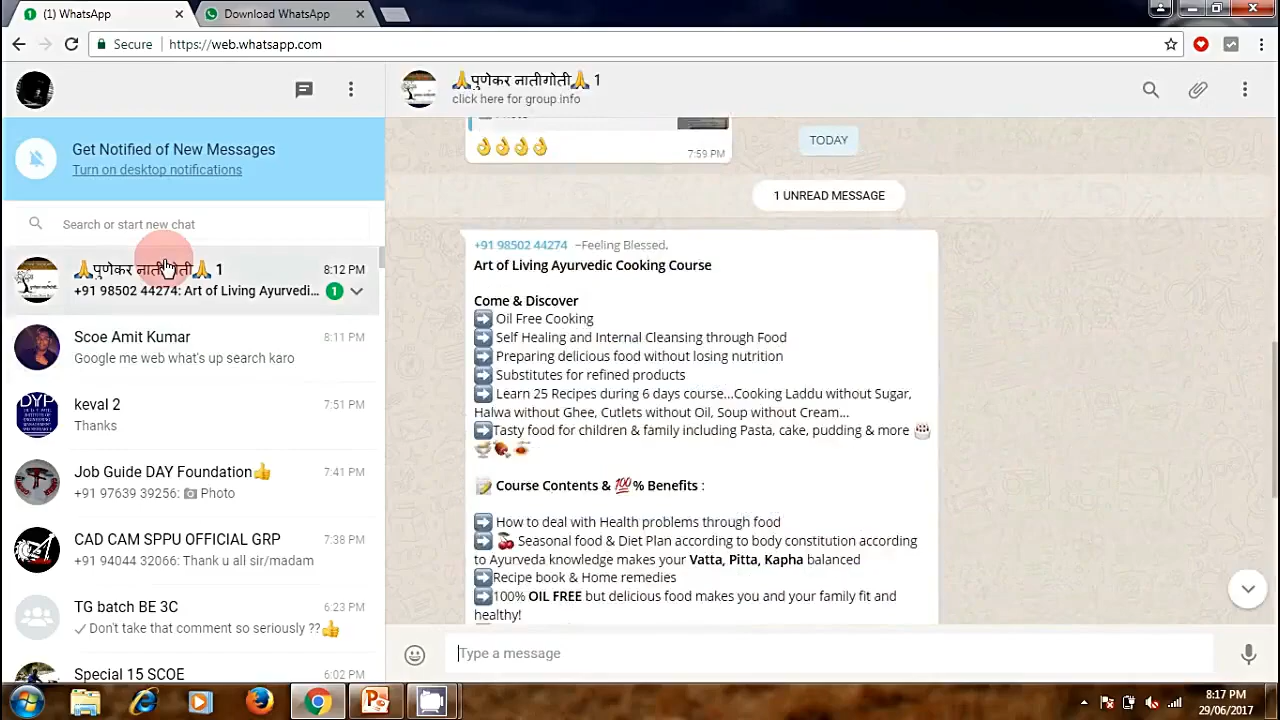 (1) WhatsApp
Download WhatsApp
Secure
https://web.whatsapp.com
Get Notified of New Messages
Turn on desktop notifications
Search or start new chat
🙏पुणेकर नातीगोती🙏 1
8:12 PM
+91 98502 44274: Art of Living Ayurvedi...
1
Scoe Amit Kumar
8:11 PM
Google me web what's up search karo
keval 2
7:51 PM
Thanks
Job Guide DAY Foundation👍
7:41 PM
+91 97639 39256: 📷 Photo
CAD CAM SPPU OFFICIAL GRP
7:38 PM
+91 94044 32066: Thank u all sir/madam
TG batch BE 3C
6:23 PM
✓ Don't take that comment so seriously ??👍
Special 15 SCOE
6:02 PM
🙏पुणेकर नातीगोती🙏 1
click here for group info
👌👌👌👌
7:59 PM
TODAY
1 UNREAD MESSAGE
+91 98502 44274 ~Feeling Blessed,
Art of Living Ayurvedic Cooking Course
Come & Discover
➡ Oil Free Cooking
➡ Self Healing and Internal Cleansing through Food
➡ Preparing delicious food without losing nutrition
➡ Substitutes for refined products
➡ Learn 25 Recipes during 6 days course...Cooking Laddu without Sugar,
Halwa without Ghee, Cutlets without Oil, without Cream...
➡Tasty food for children & family including Pasta, cake, pudding & more 🎂
🍨🍖🍲
📝 Course Contents & 💯% Benefits :
➡ How to deal with Health problems through food
➡ 🍒 Seasonal food & Diet Plan according to body constitution according
to Ayurveda knowledge makes your Vatta, Pitta, Kapha balanced
➡Recipe book & Home remedies
➡100% OIL FREE but delicious food makes you and your family fit and
healthy!
Type a message
8:17 PM
29/06/2017